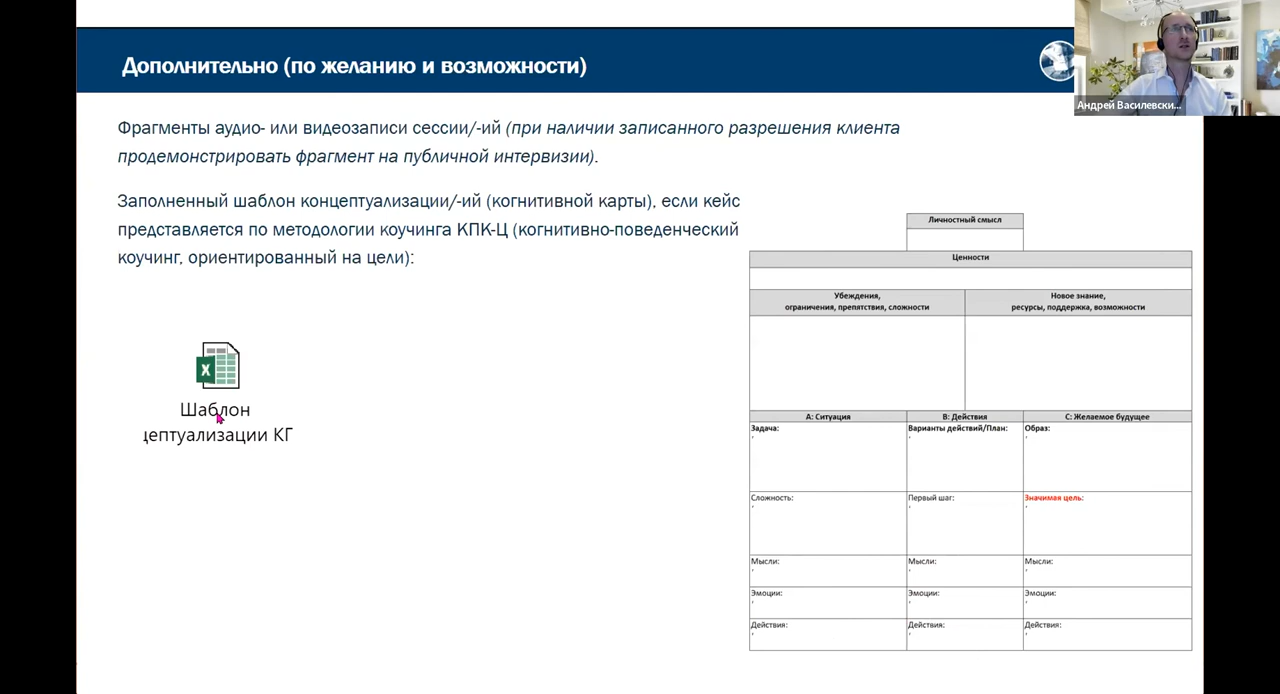 Дополнительно (по желанию и возможности)
Андрей Василевски...
Фрагменты аудио- или видеозаписи сессии/-ий (при наличии записанного разрешения клиента
продемонстрировать фрагмент на публичной интервизии).
Заполненный шаблон концептуализации/-ий (когнитивной карты), если кейс
представляется по методологии коучинга КПК-Ц (когнитивно-поведенческий
коучинг, ориентированный на цели):
Шаблон
цептуализации КГ
Личностный смысл
Ценности
Убеждения,
ограничения, препятствия, сложности
Новое знание,
ресурсы, поддержка, возможности
A: Ситуация
B: Действия
C: Желаемое будущее
Задача:
Варианты действий/План:
Образ:
Сложность:
Первый шаг:
Значимая цель:
Мысли:
Мысли:
Мысли:
Эмоции:
Эмоции:
Эмоции:
Действия:
Действия:
Действия: